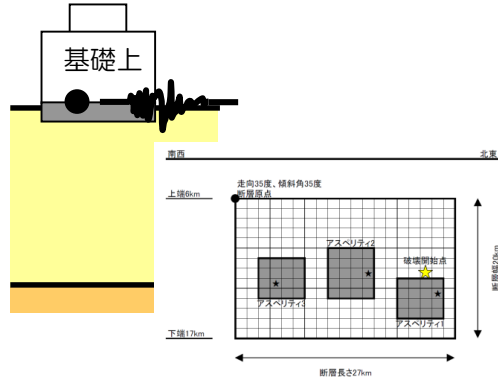 基礎上
南西
北東
上端6km
走向35度、傾斜角35度
断層原点
アスペリティ2
破壊開始点
アスペリティ3
アスペリティ1
断層幅20km
下端17km
断層長さ27km